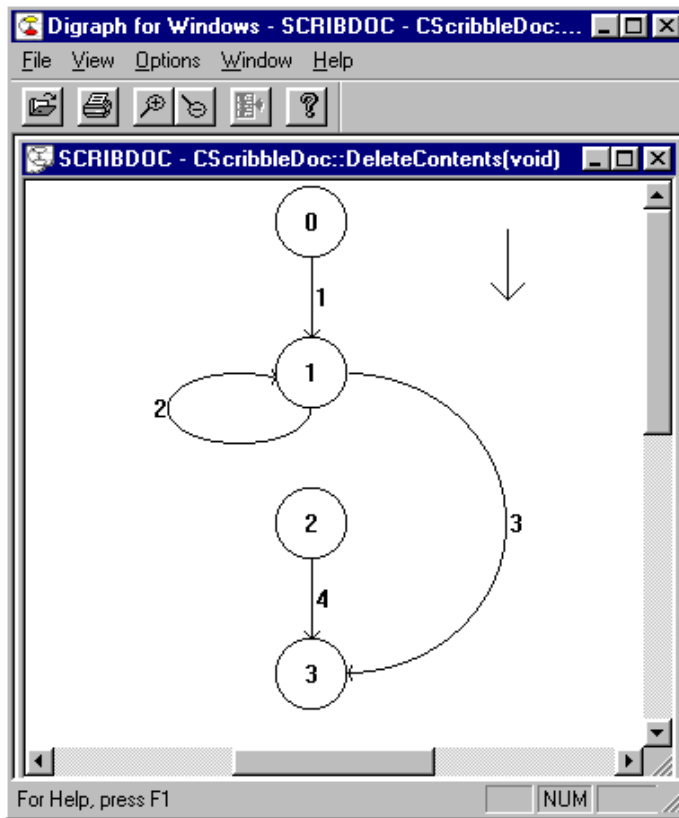 Digraph for Windows - SCRIBDOC - CScribbleDoc:...
File View Options Window Help
SCRIBDOC - CScribbleDoc::DeleteContents(void)
0
1
1
2
2
3
4
3
For Help, press F1
NUM